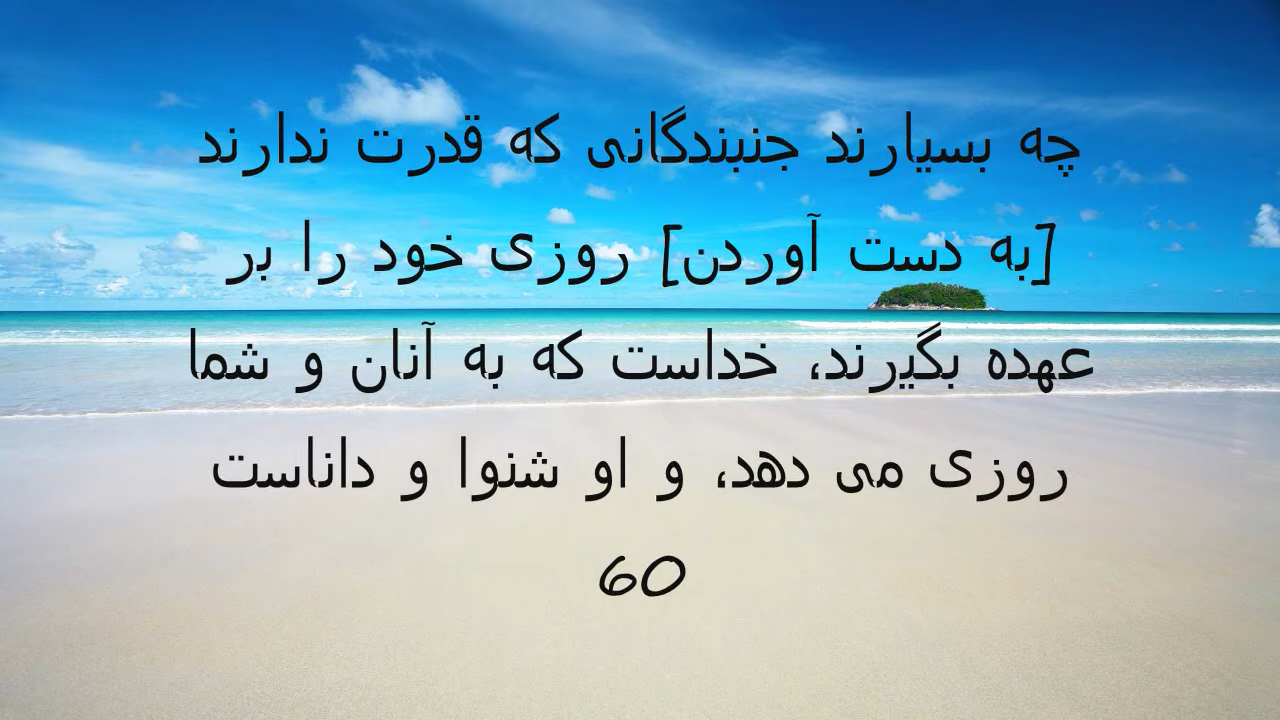 چه بسیارند جنبندگانی که قدرت ندارند
[به دست آوردن] روزی خود را بر
عهده بگیرند، خداست که به آنان و شما
روزی می دهد، و او شنوا و داناست
60